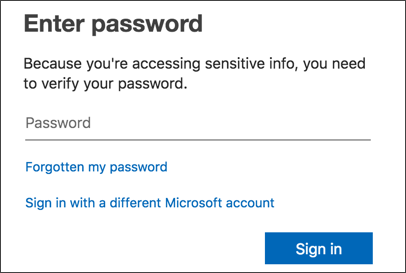 Enter password
Because you're accessing sensitive info, you need
to verify your password.
Password
Forgotten my password
Sign in with a different Microsoft account
Sign in